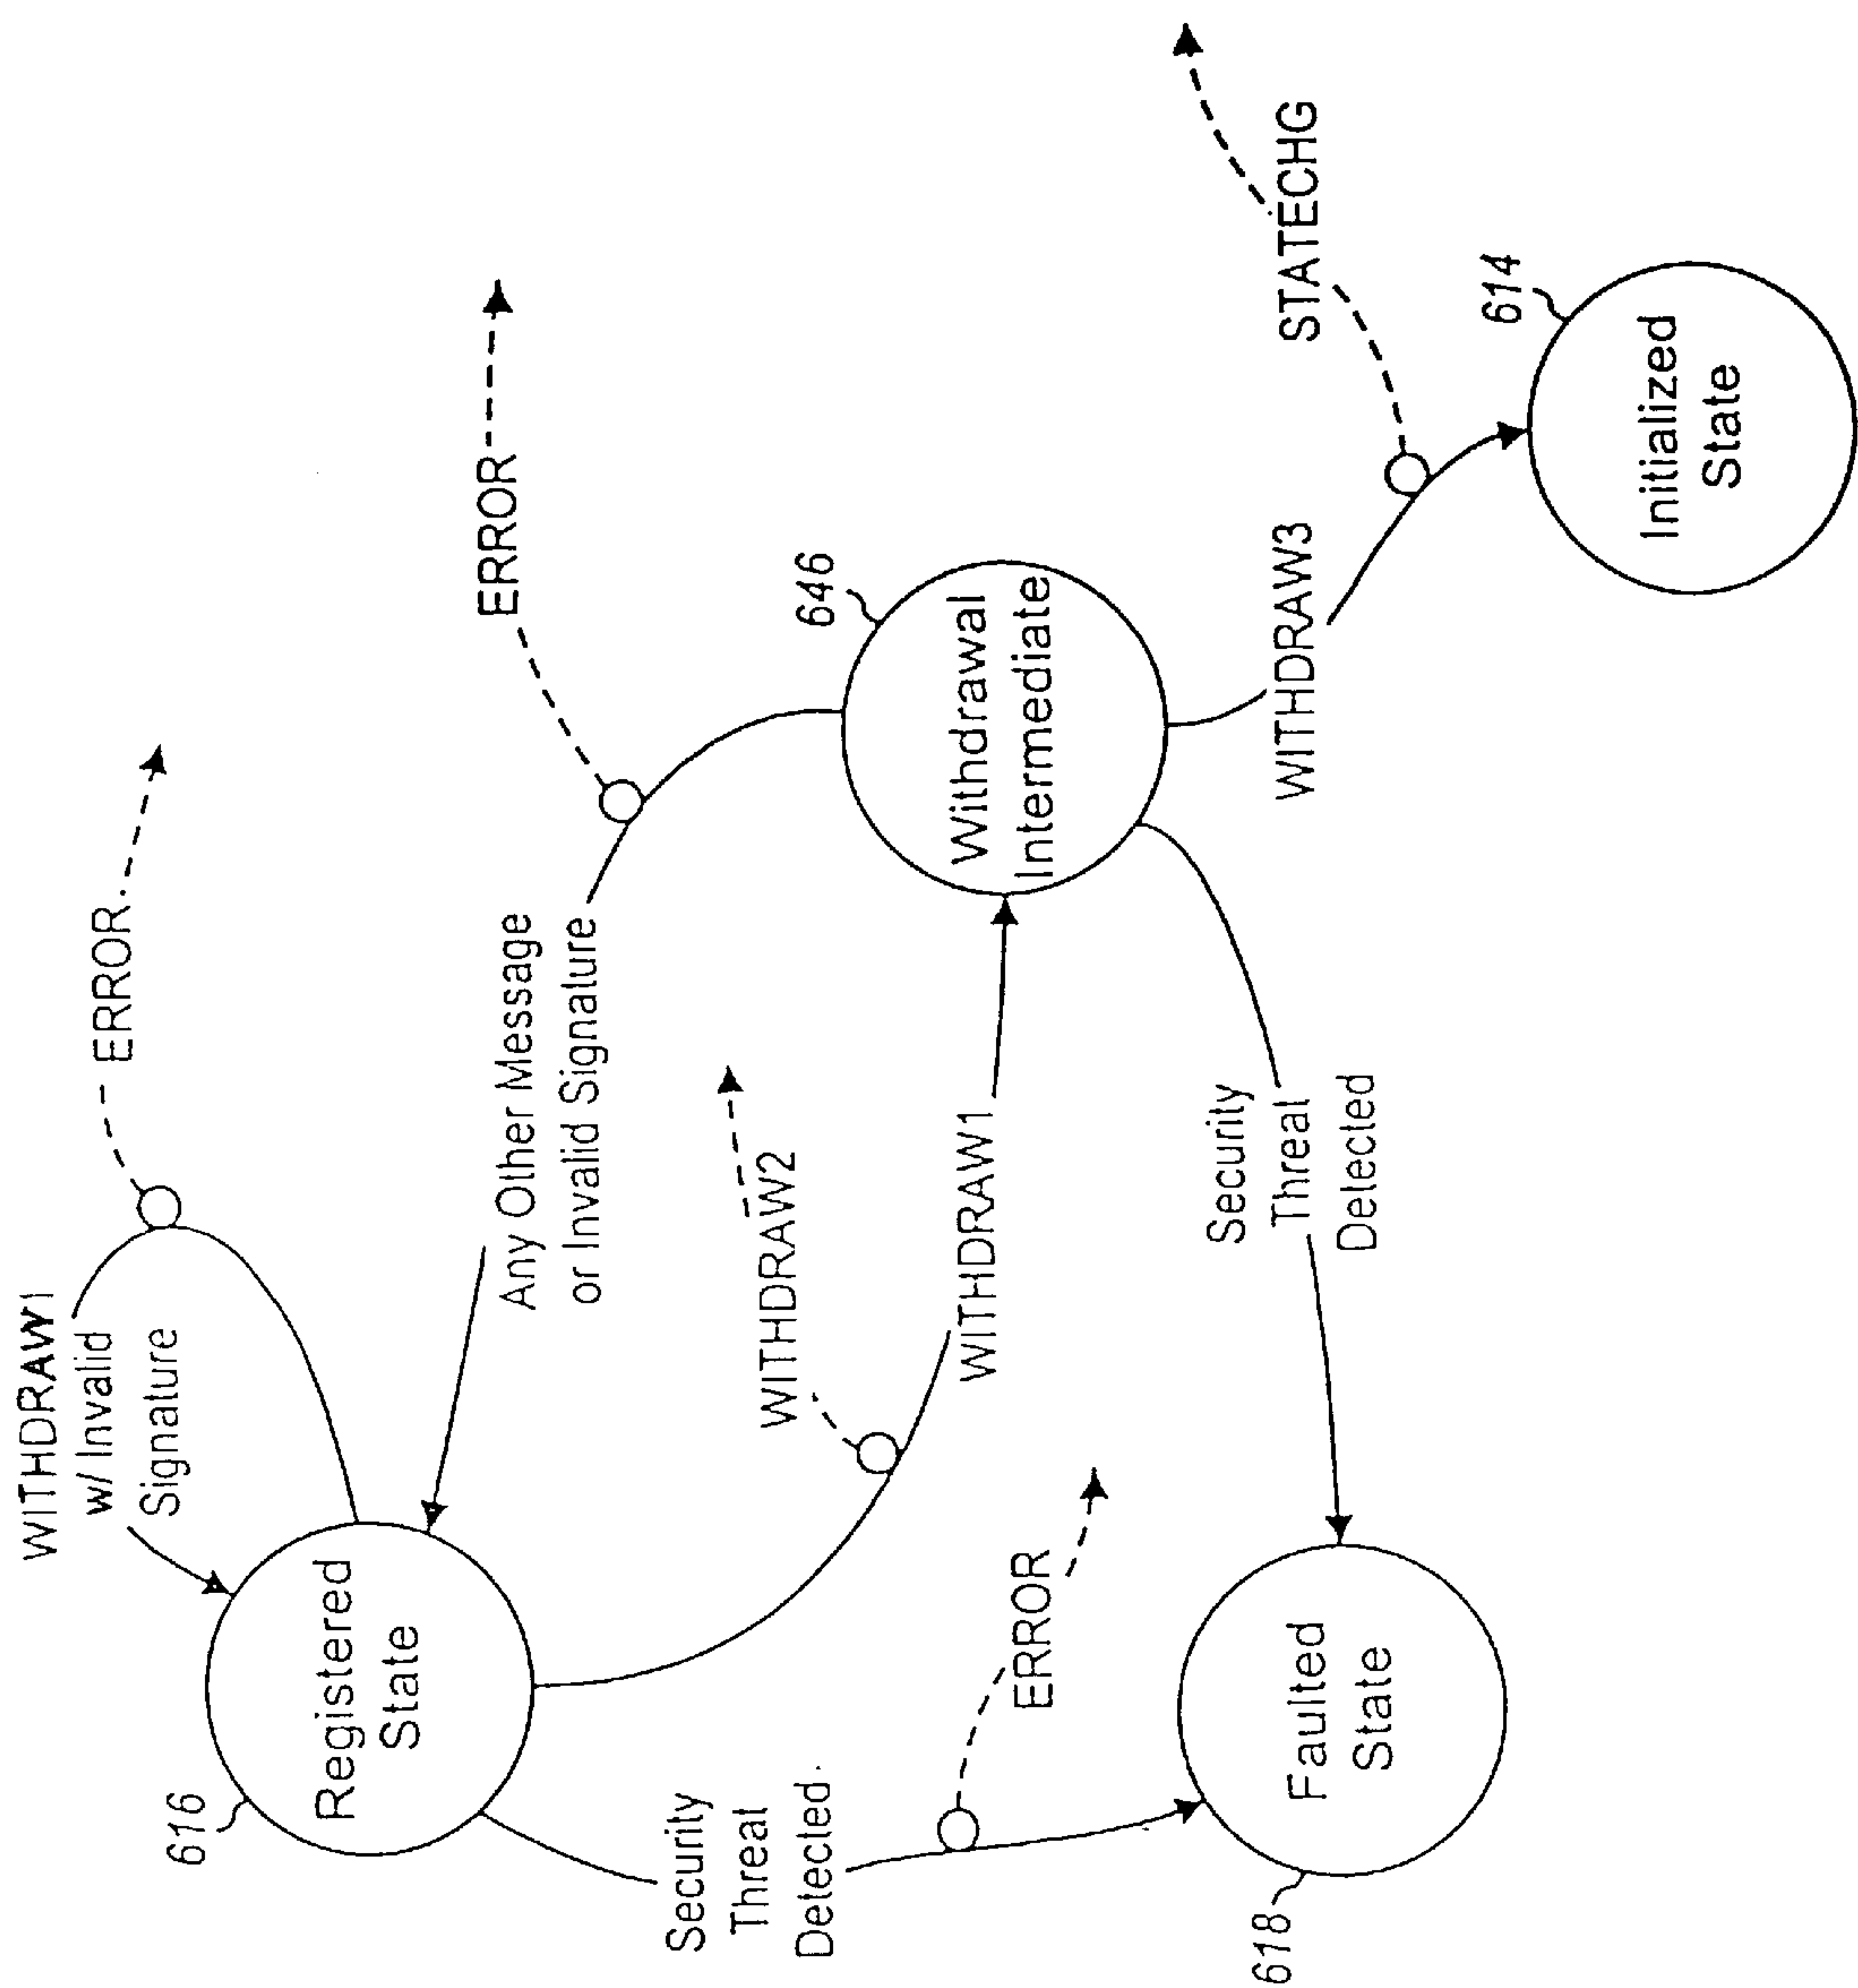 WITHDRAW1
w/ Invalid
Signature
ERROR
616
Registered
State
Any Other Message
or Invalid Signature
ERROR
Security
Threat
Detected
WITHDRAW2
WITHDRAW1
646
Withdrawal
Intermediate
ERROR
618
Faulted
State
Security
Threat
Detected
WITHDRAW3
STATECHG
614
Initialized
State